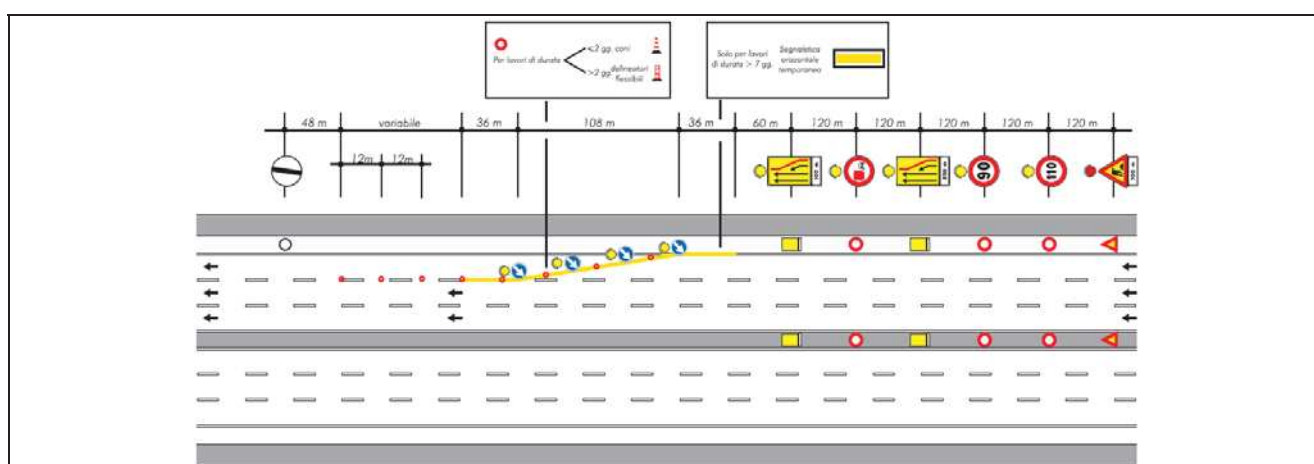 Per lavori di durata
<2 gg. coni
>2 gg. delineatori
flessibili
Solo per lavori
di durata > 7 gg.
Segnaletica
orizzontale
temporanea
48 m
variabile
36 m
108 m
36 m
60 m
120 m
120 m
120 m
120 m
120 m
12m
12m
90
110